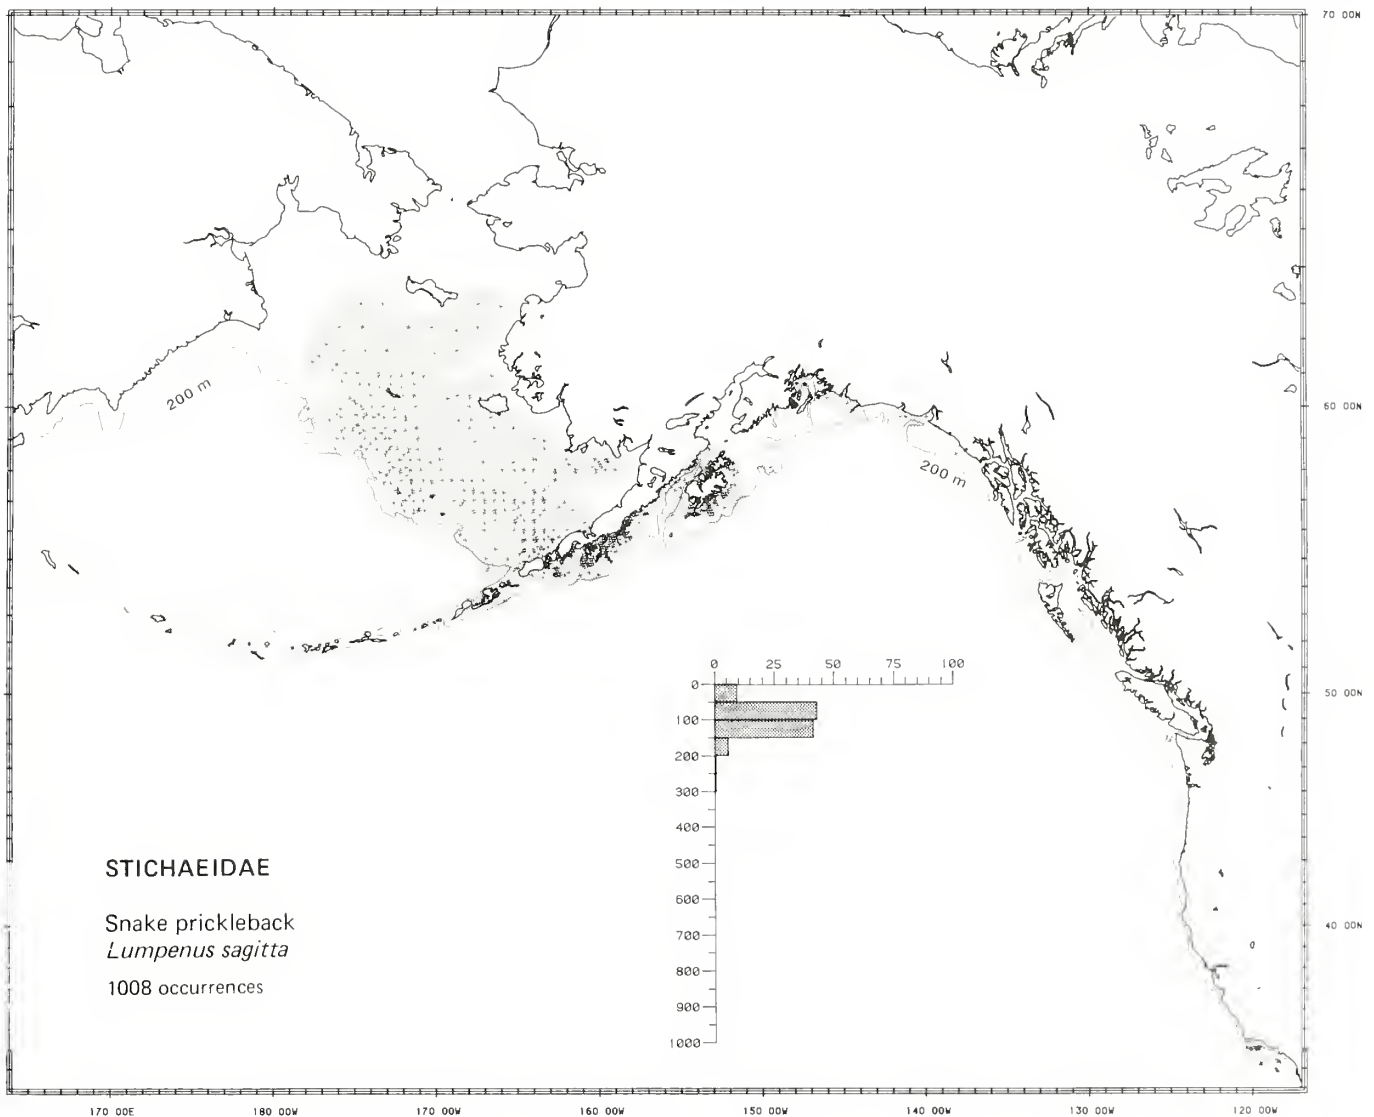 70 00N
200 m
60 00N
200 m
0 25 50 75 100
0
50 00N
100
200
300
400
500
STICHAEIDAE
600
Snake prickleback
40 00N
700
Lumpenus sagitta
800
1008 occurrences
900
1000
170 00E 180 00W 170 00W 160 00W 150 00W 140 00W 130 00W 120 00W